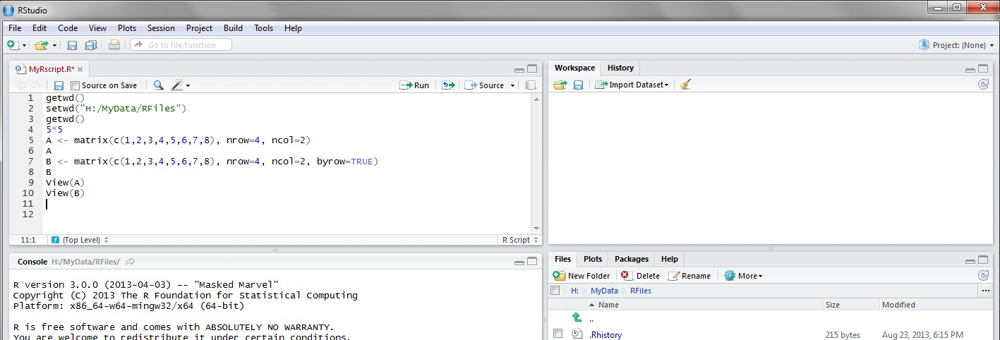 RStudio
File Edit Code View Plots Session Project Build Tools Help
Go to file/function
Project: (None)
MyRscript.R*
Source on Save
Run
Source
1 getwd()
2 setwd("H:/MyData/RFiles")
3 getwd()
4 5*5
5 A <- matrix(c(1,2,3,4,5,6,7,8), nrow=4, ncol=2)
6 A
7 B <- matrix(c(1,2,3,4,5,6,7,8), nrow=4, ncol=2, byrow=TRUE)
8 B
9 View(A)
10 View(B)
11
12
11:1 (Top Level) R Script
Console H:/MyData/RFiles/
R version 3.0.0 (2013-04-03) -- "Masked Marvel"
Copyright (C) 2013 The R Foundation for Statistical Computing
Platform: x86_64-w64-mingw32/x64 (64-bit)
R is free software and comes with ABSOLUTELY NO WARRANTY.
You are welcome to redistribute it under certain conditions.
Workspace History
Import Dataset
Files Plots Packages Help
New Folder Delete Rename More
H: MyData RFiles ...
Name Size Modified
..
.Rhistory 215 bytes Aug 23, 2013, 6:15 PM